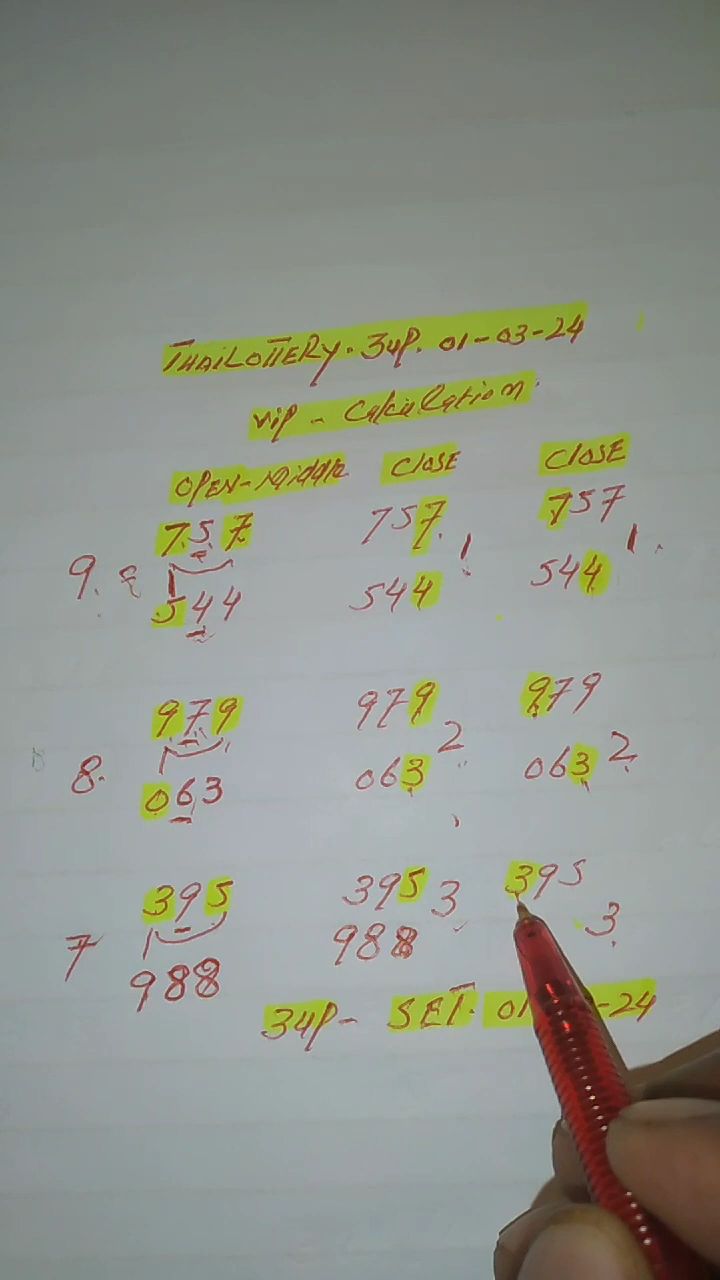 THAILOTTERY. 3UP. 01-03-24
VIP - Calculation.
OPEN-Middle CLOSE CLOSE
757 757 757
9. 1 1.
544 544 544
979 979 979
8. 2 2.
063 063 063
395 395 3 395
7 3.
988 988
3UP- SET. 01 -24